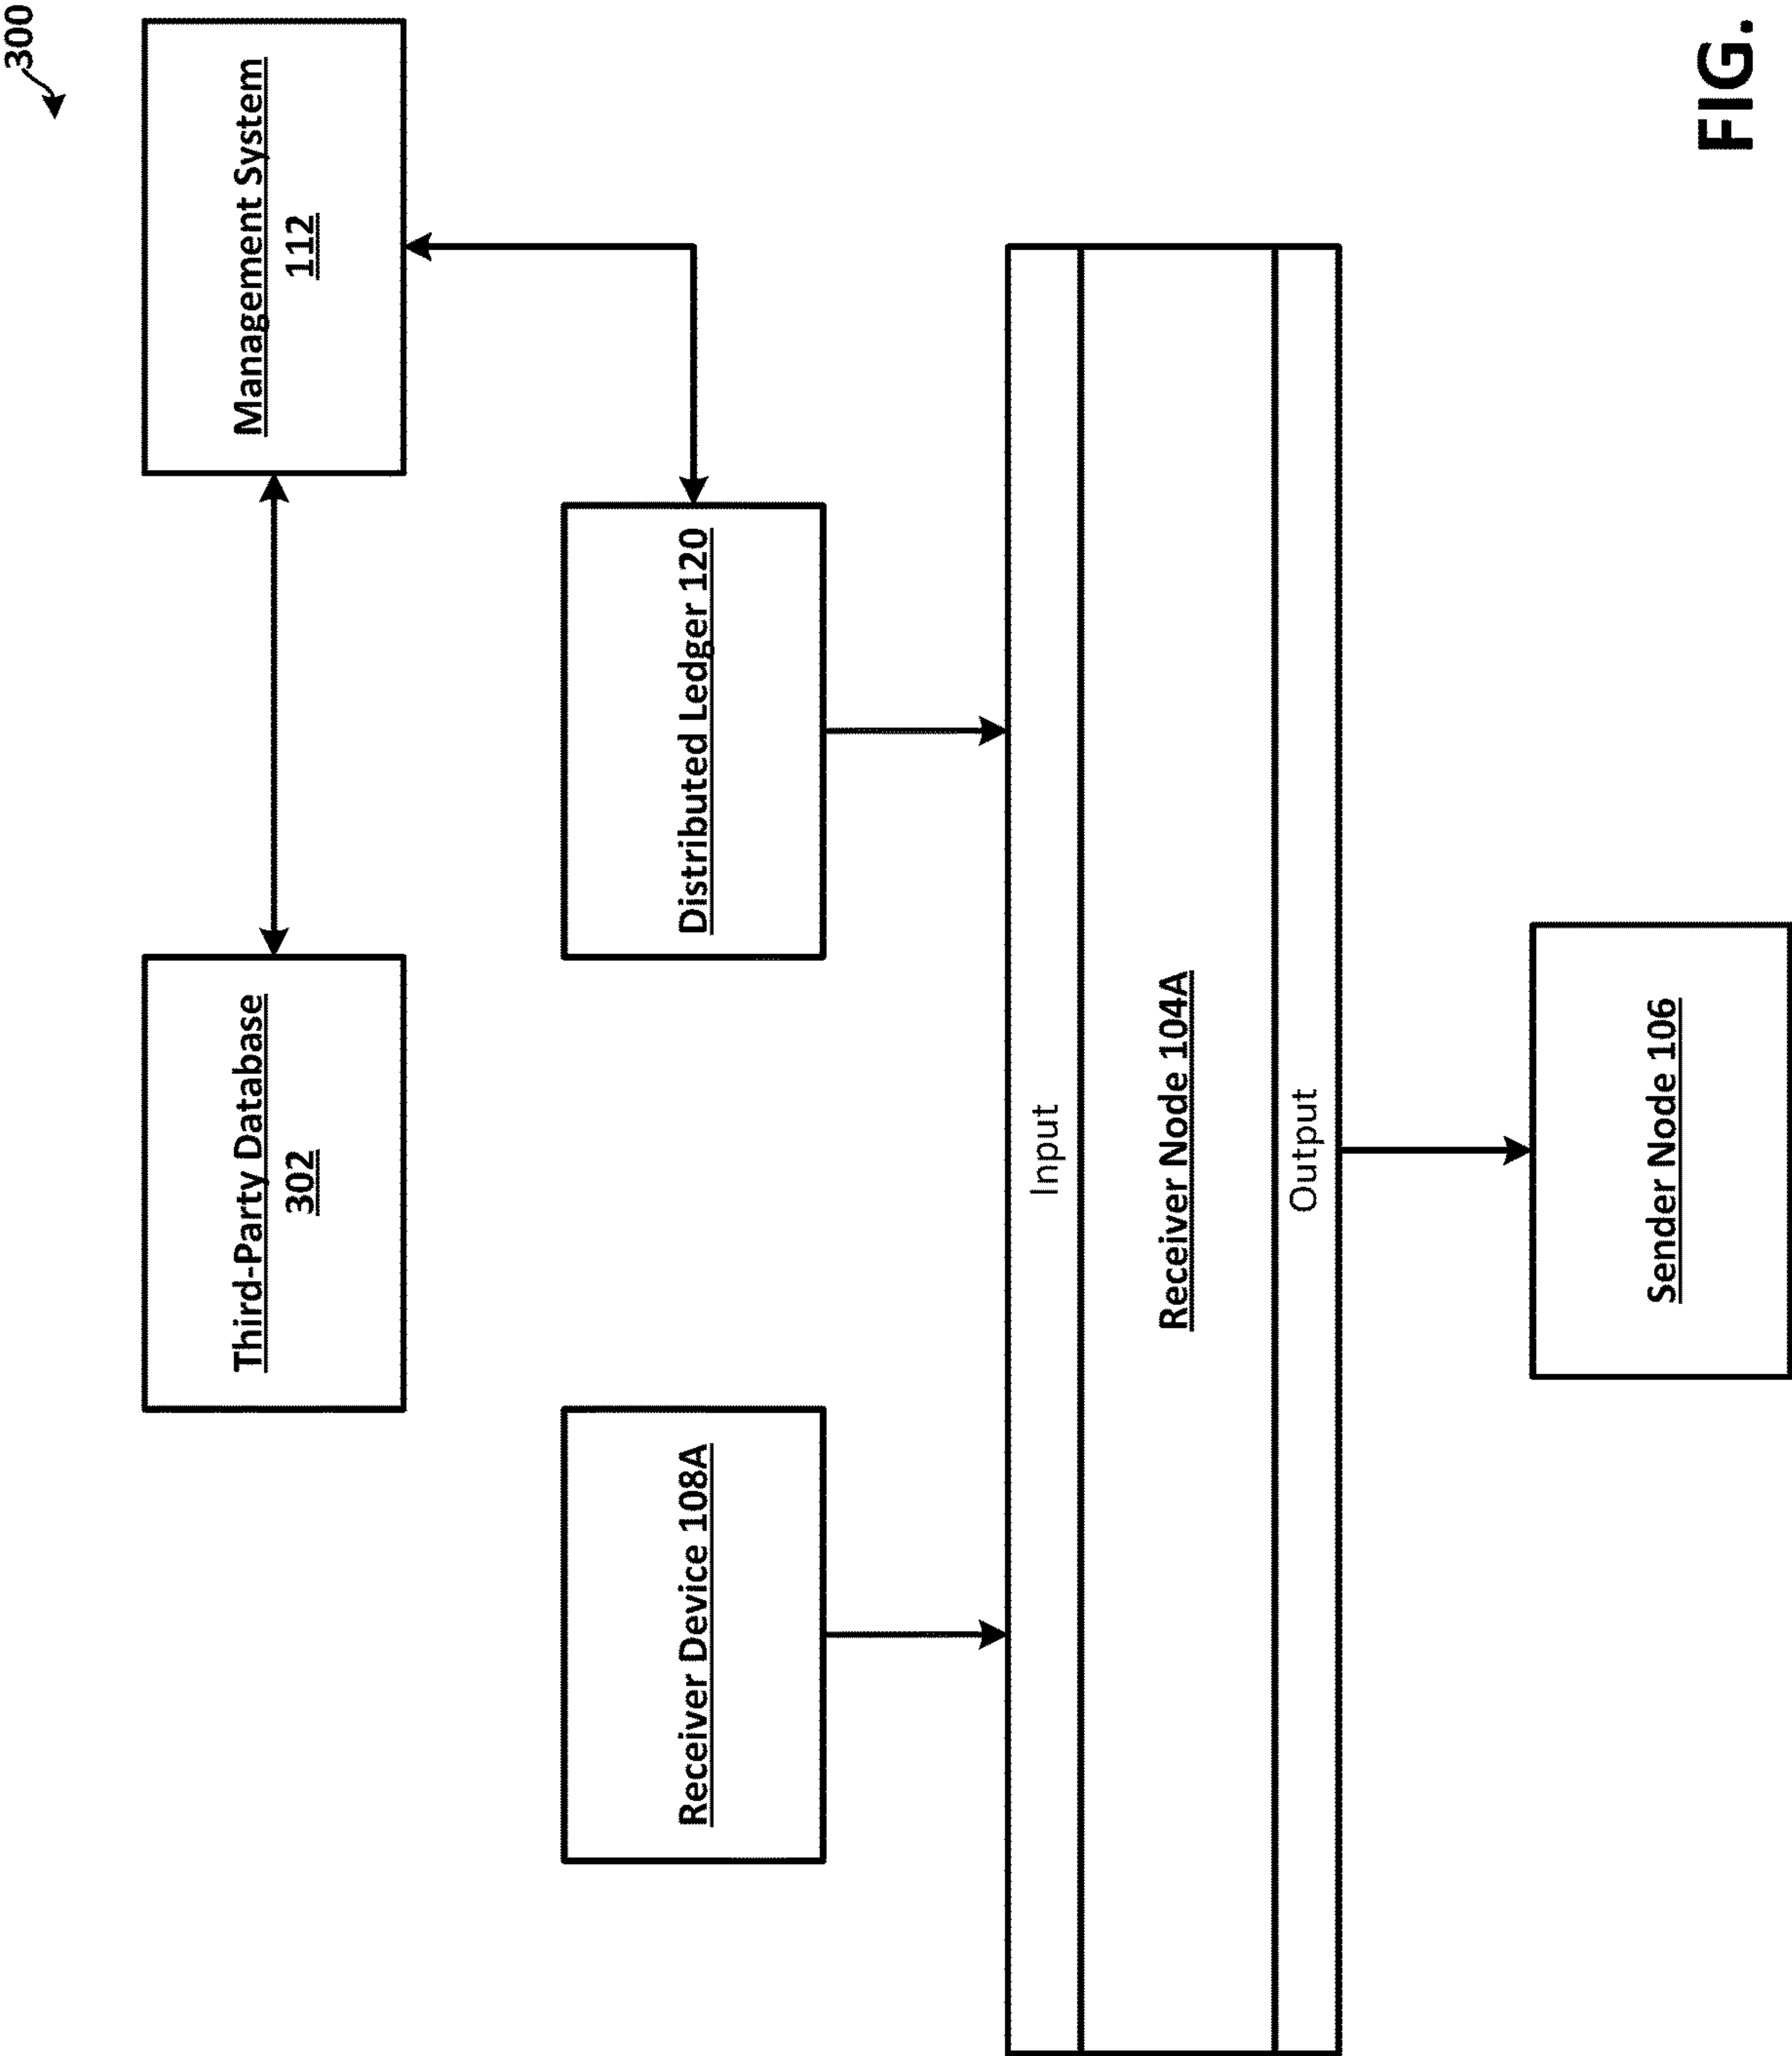 300
Third-Party Database
302
Management System
112
Receiver Device 108A
Distributed Ledger 120
Input
Receiver Node 104A
Output
Sender Node 106
FIG.